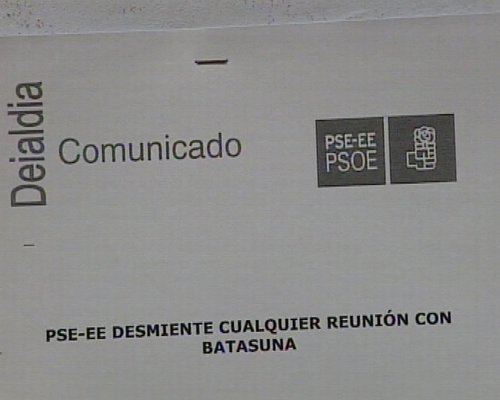 Deialdia
Comunicado
PSE-EE
PSOE
PSE-EE DESMIENTE CUALQUIER REUNIÓN CON
BATASUNA